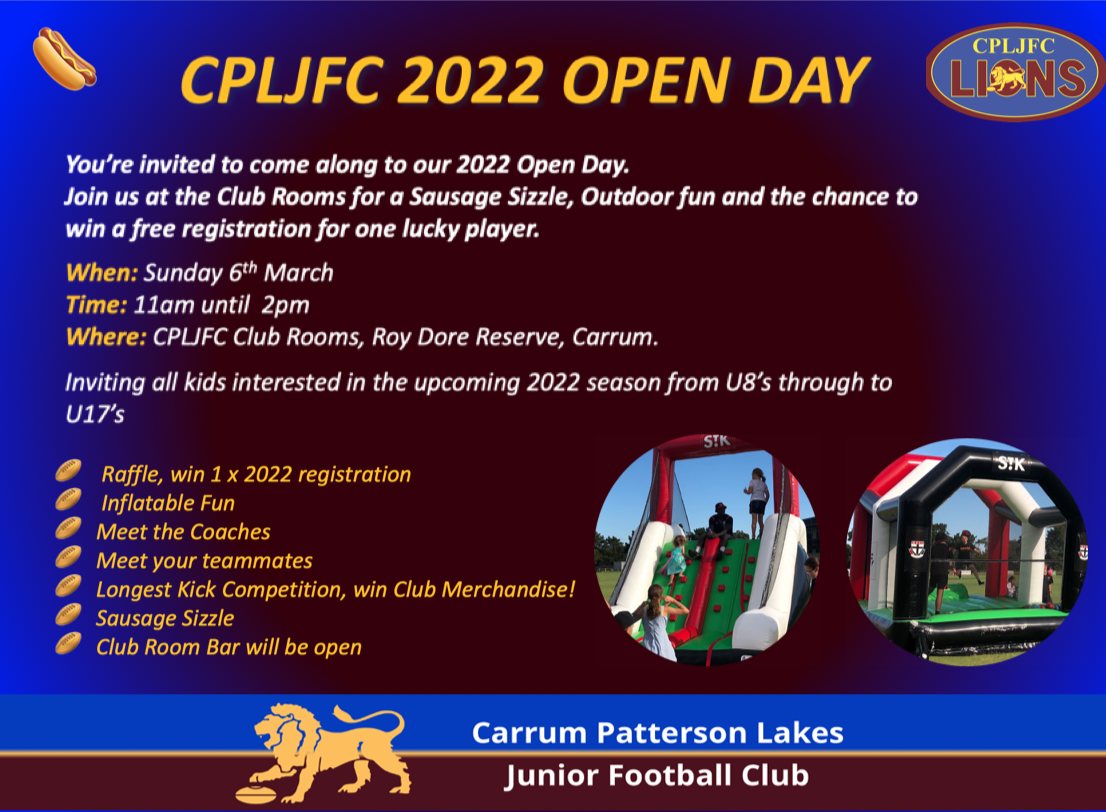 CPLJFC 2022 OPEN DAY
CPLJFC
LIONS
You’re invited to come along to our 2022 Open Day.
Join us at the Club Rooms for a Sausage Sizzle, Outdoor fun and the chance to
win a free registration for one lucky player.
When: Sunday 6th March
Time: 11am until 2pm
Where: CPLJFC Club Rooms, Roy Dore Reserve, Carrum.
Inviting all kids interested in the upcoming 2022 season from U8’s through to
U17’s
Raffle, win 1 x 2022 registration
Inflatable Fun
Meet the Coaches
Meet your teammates
Longest Kick Competition, win Club Merchandise!
Sausage Sizzle
Club Room Bar will be open
STK
STK
Carrum Patterson Lakes
Junior Football Club